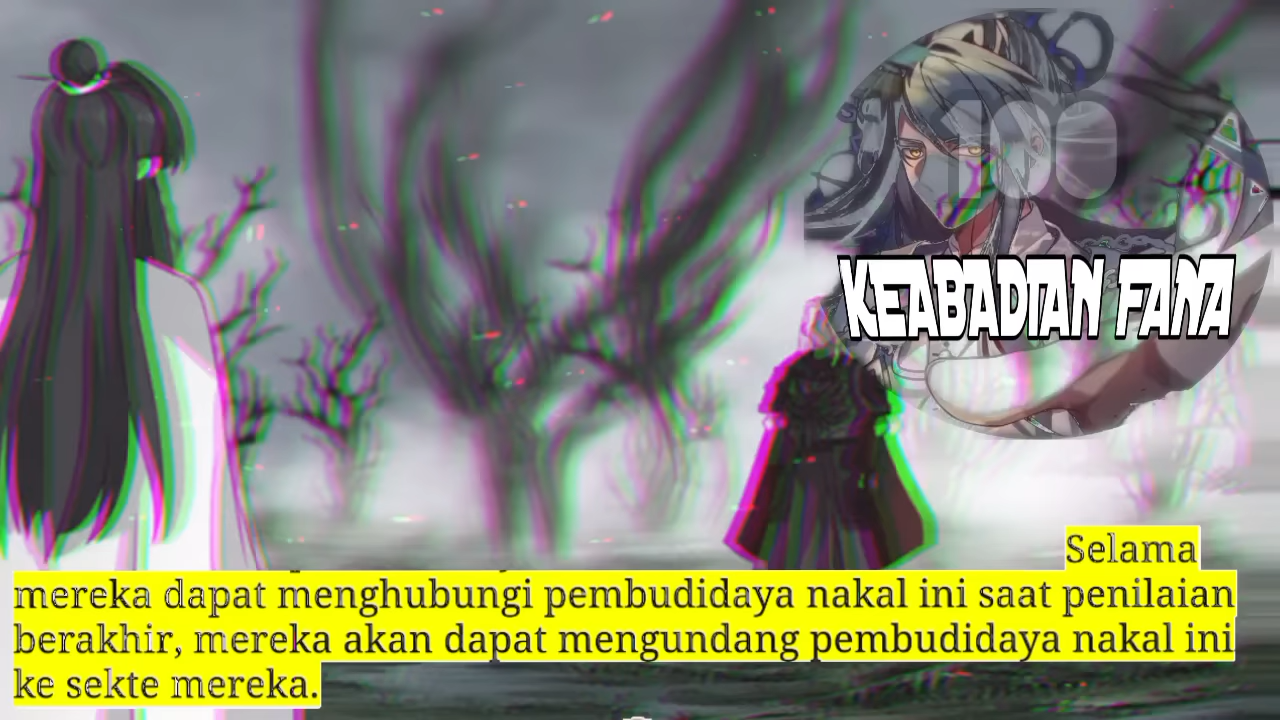 100
KEABADIAN FANA
Selama
mereka dapat menghubungi pembudidaya nakal ini saat penilaian
berakhir, mereka akan dapat mengundang pembudidaya nakal ini
ke sekte mereka.